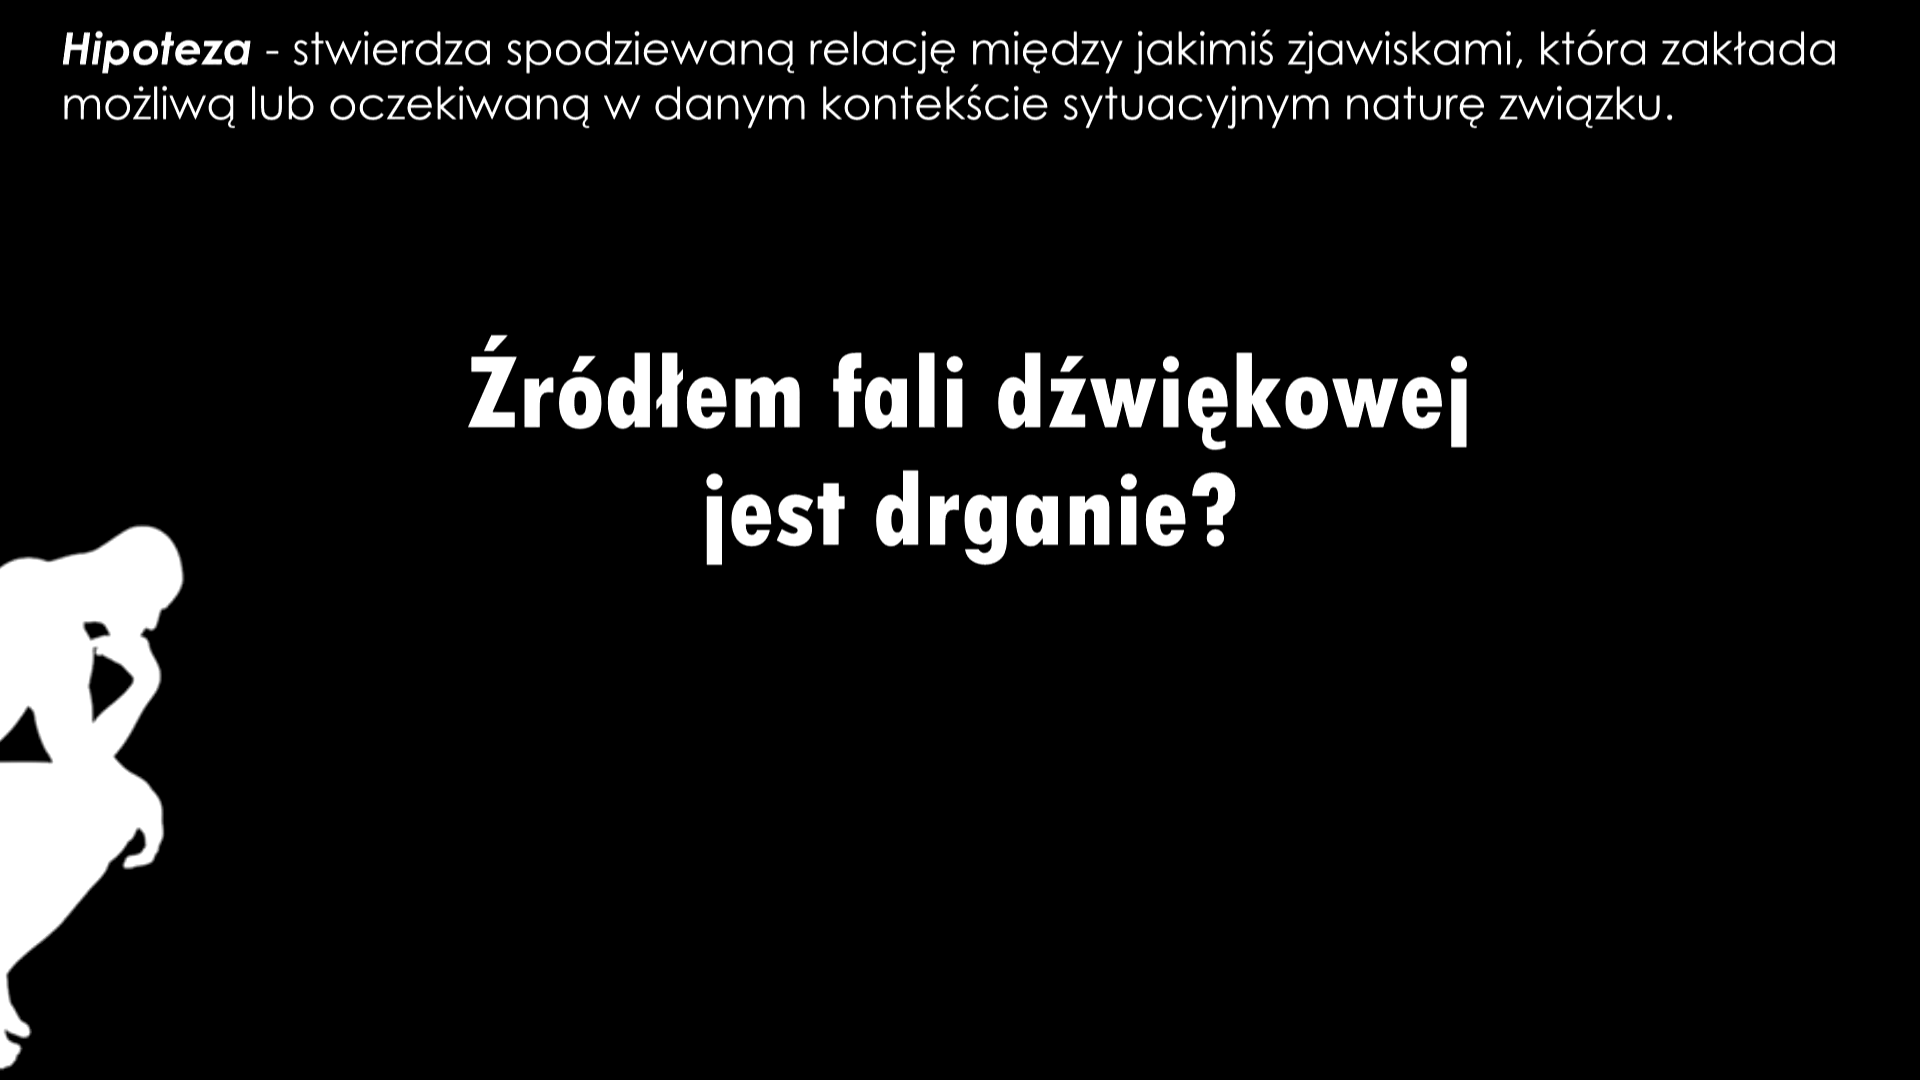 Hipoteza - stwierdza spodziewaną relację między jakimiś zjawiskami, która zakłada
możliwą lub oczekiwaną w danym kontekście sytuacyjnym naturę związku.
Źródłem fali dźwiękowej
jest drganie?